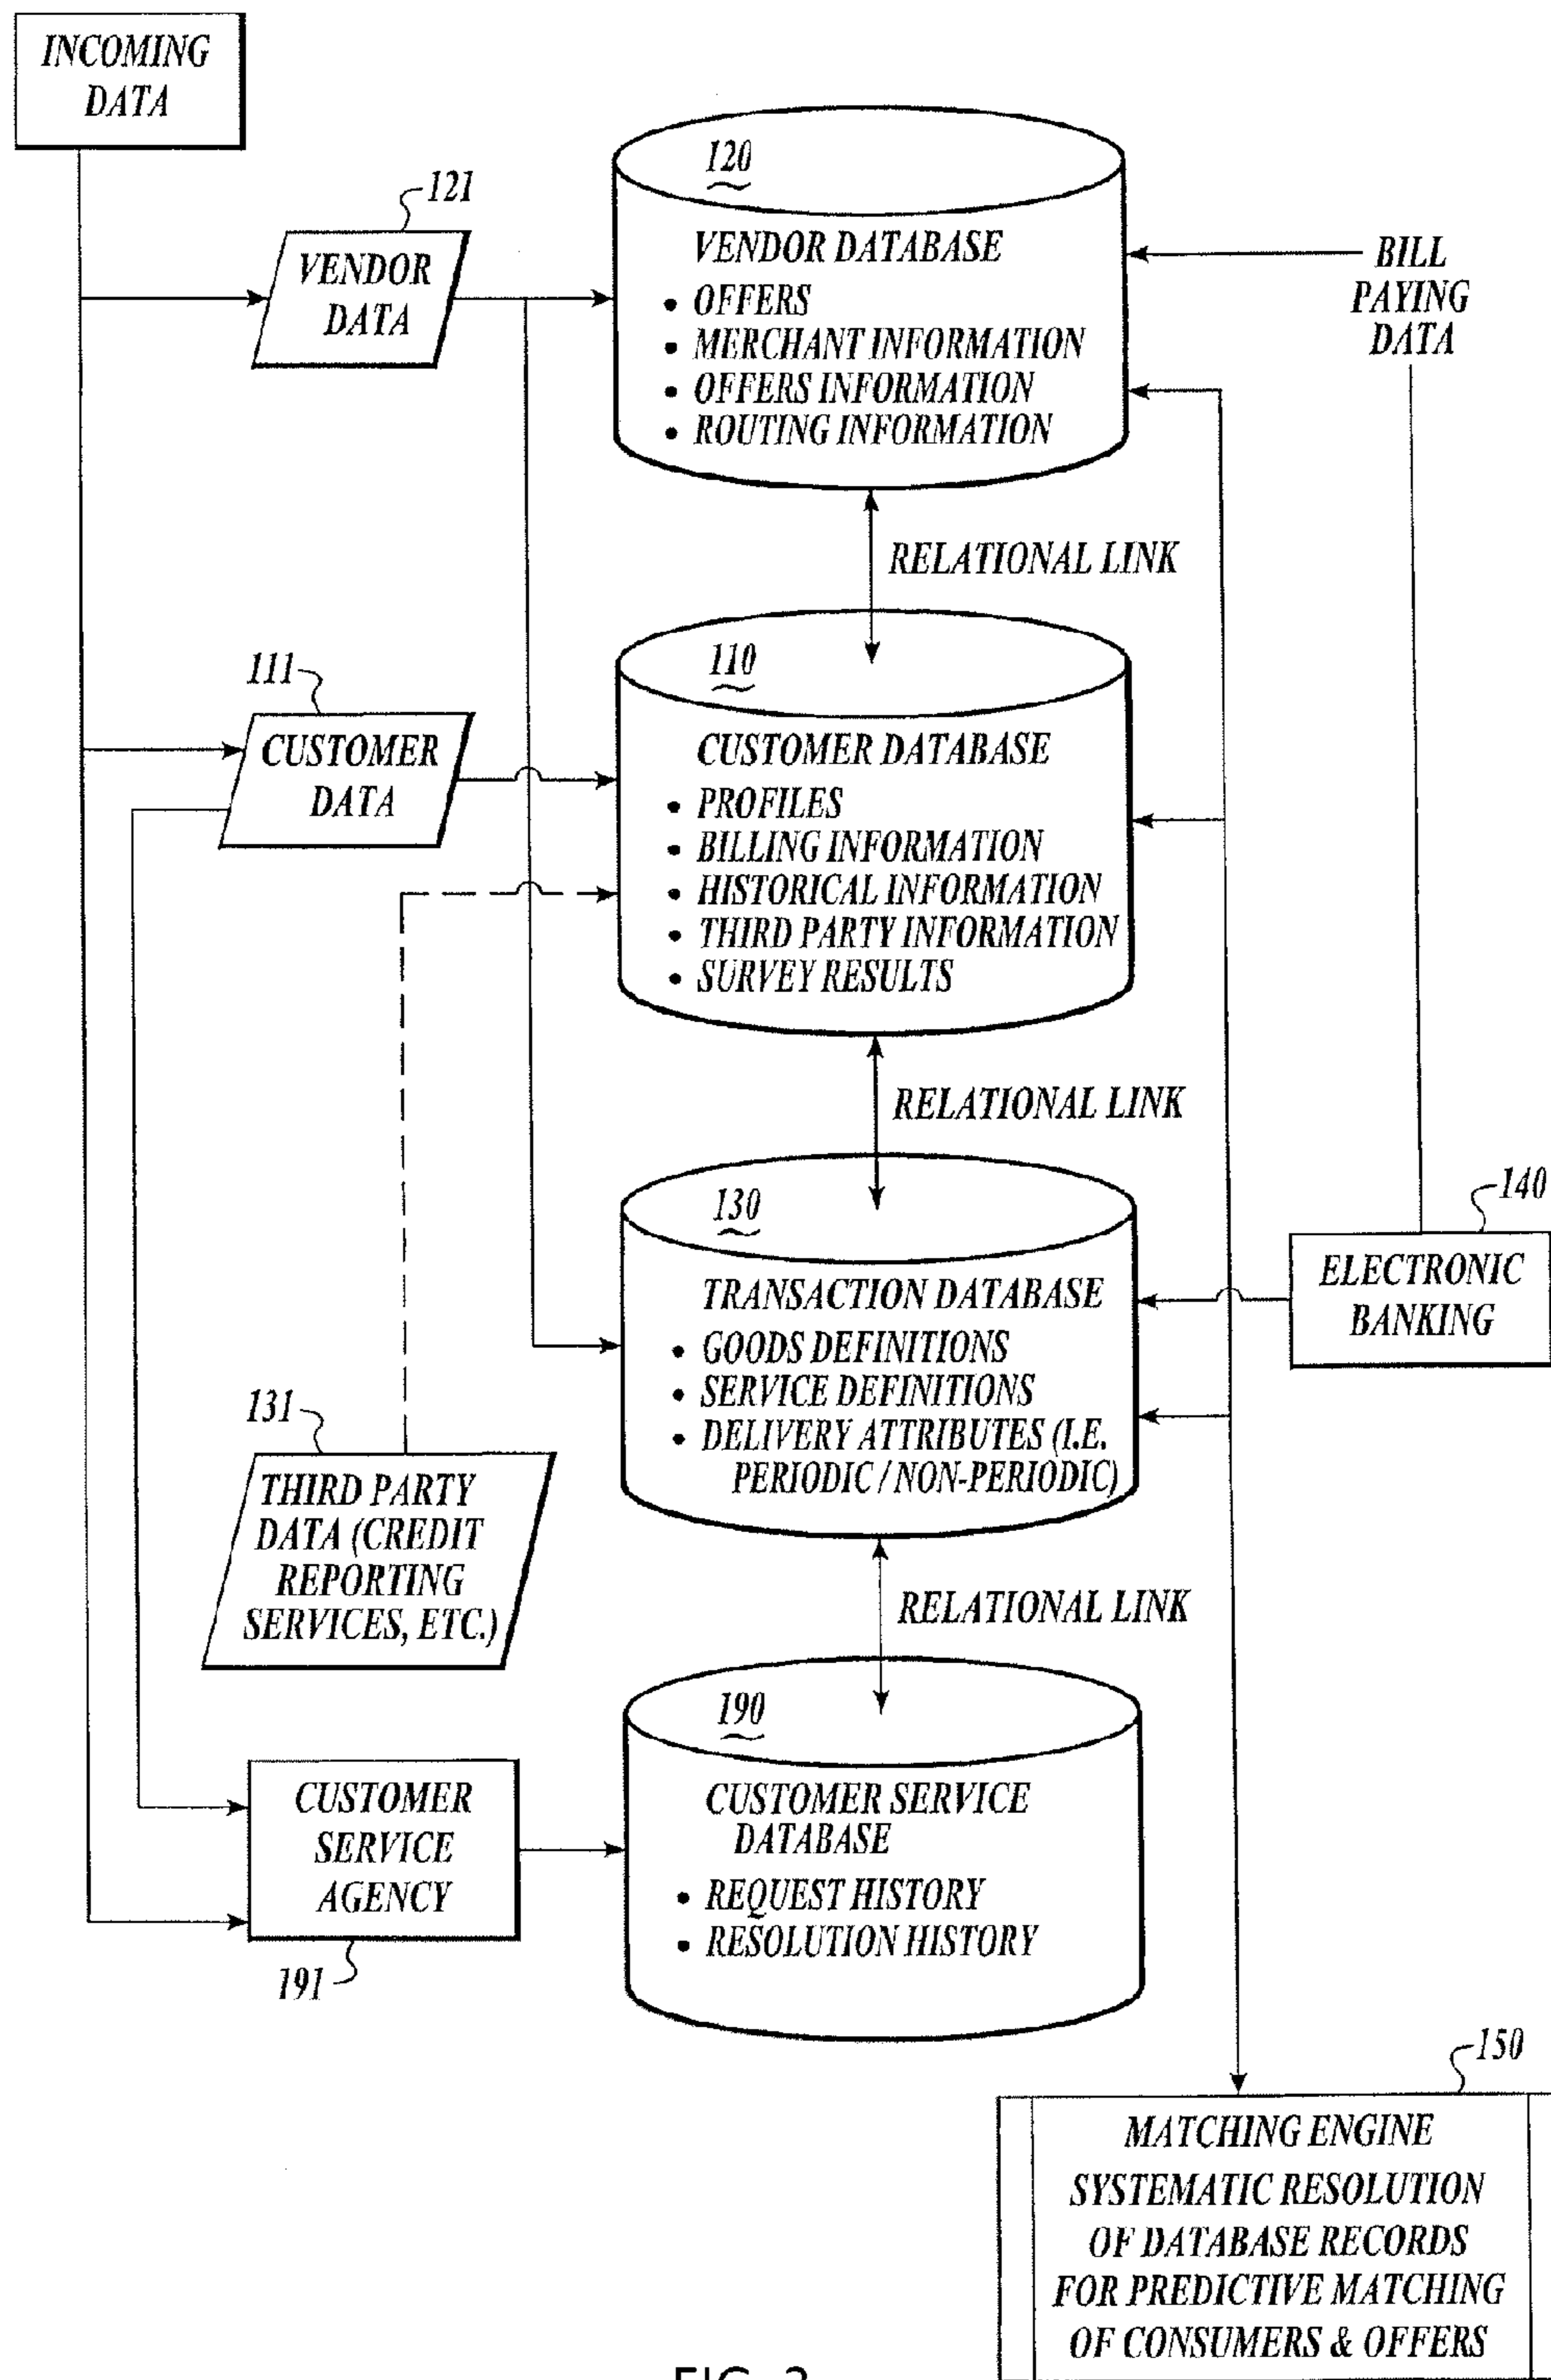 INCOMING
DATA
121
VENDOR
DATA
120
VENDOR DATABASE
• OFFERS
• MERCHANT INFORMATION
• OFFERS INFORMATION
• ROUTING INFORMATION
BILL
PAYING
DATA
RELATIONAL LINK
111
CUSTOMER
DATA
110
CUSTOMER DATABASE
• PROFILES
• BILLING INFORMATION
• HISTORICAL INFORMATION
• THIRD PARTY INFORMATION
• SURVEY RESULTS
RELATIONAL LINK
130
TRANSACTION DATABASE
• GOODS DEFINITIONS
• SERVICE DEFINITIONS
• DELIVERY ATTRIBUTES (I.E.
PERIODIC / NON-PERIODIC)
140
ELECTRONIC
BANKING
131
THIRD PARTY
DATA (CREDIT
REPORTING
SERVICES, ETC.)
RELATIONAL LINK
190
CUSTOMER SERVICE
DATABASE
• REQUEST HISTORY
• RESOLUTION HISTORY
CUSTOMER
SERVICE
AGENCY
191
150
MATCHING ENGINE
SYSTEMATIC RESOLUTION
OF DATABASE RECORDS
FOR PREDICTIVE MATCHING
OF CONSUMERS & OFFERS